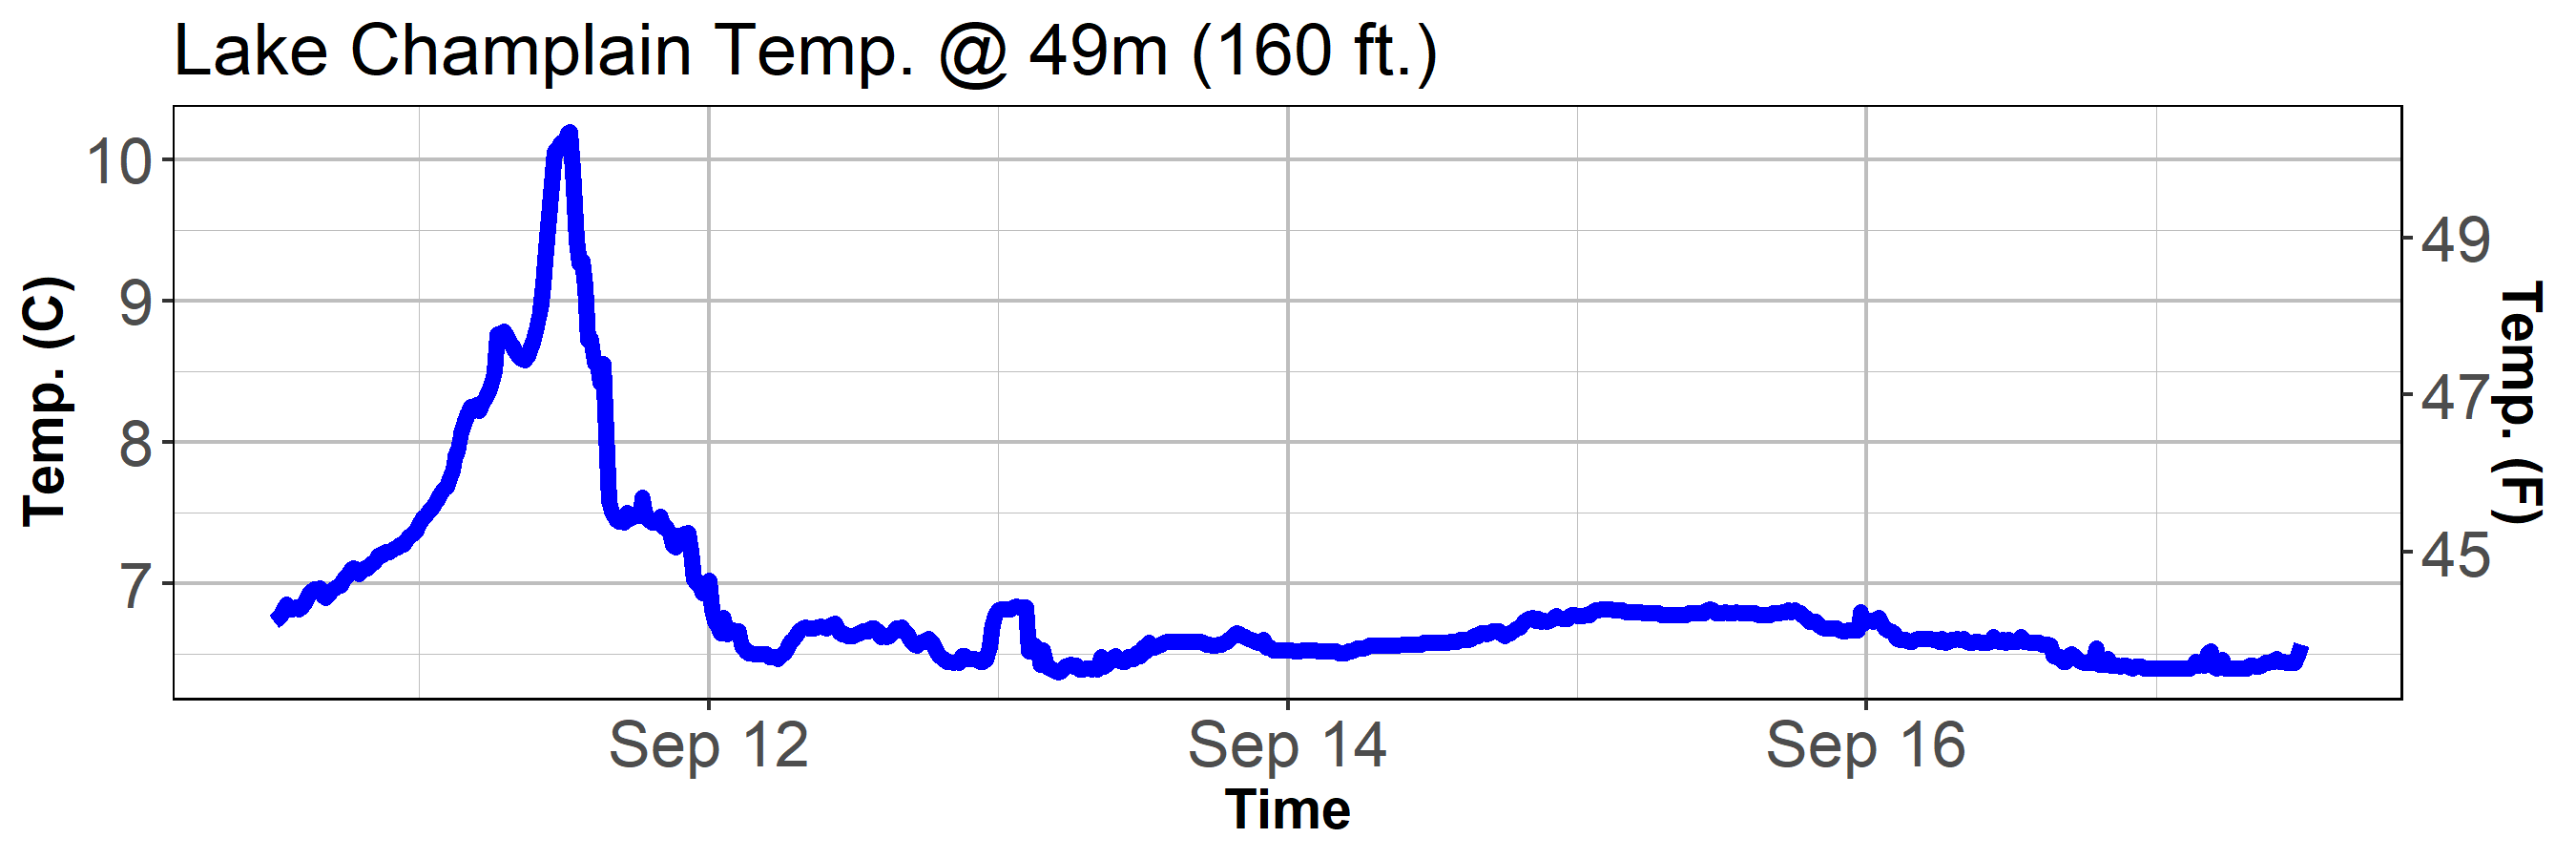 Lake Champlain Temp. @ 49m (160 ft.)
Temp. (C)
10
9
8
7
49
47
45
Temp. (F)
Sep 12
Sep 14
Sep 16
Time